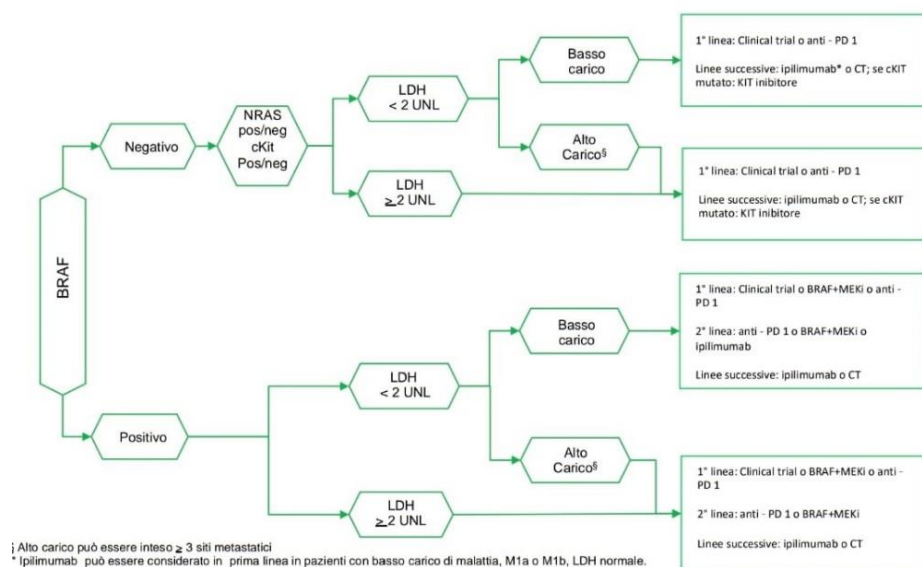 BRAF
Negativo
NRAS
pos/neg
cKit
Pos/neg
LDH
< 2 UNL
Basso
carico
1° linea: Clinical trial o anti - PD 1
Linee successive: ipilimumab* o CT; se cKIT
mutato: KIT inibitore
Alto
Carico§
LDH
≥ 2 UNL
1° linea: Clinical trial o anti - PD 1
Linee successive: ipilimumab o CT; se cKIT
mutato: KIT inibitore
Positivo
LDH
< 2 UNL
Basso
carico
1° linea: Clinical trial o BRAF+MEKi o anti -
PD 1
2° linea: anti - PD 1 o BRAF+MEKi o
ipilimumab
Linee successive: ipilimumab o CT
Alto
Carico§
LDH
≥ 2 UNL
1° linea: Clinical trial o BRAF+MEKi o anti -
PD 1
2° linea: anti - PD 1 o BRAF+MEKi
Linee successive: ipilimumab o CT
§ Alto carico può essere inteso ≥ 3 siti metastatici
* Ipilimumab può essere considerato in prima linea in pazienti con basso carico di malattia, M1a o M1b, LDH normale.